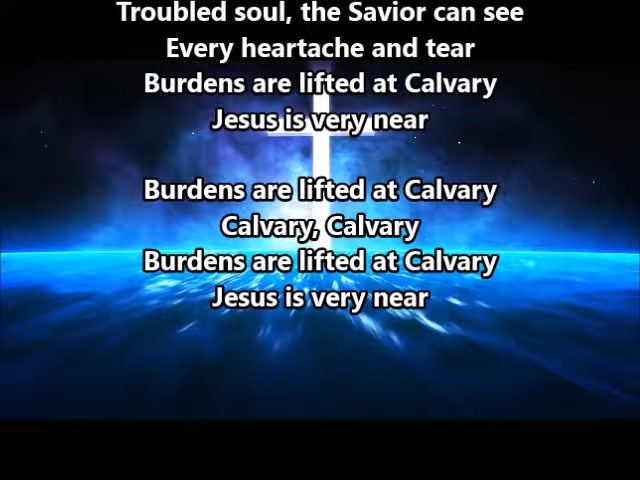 Troubled soul, the Savior can see
Every heartache and tear
Burdens are lifted at Calvary
Jesus is very near
Burdens are lifted at Calvary
Calvary, Calvary
Burdens are lifted at Calvary
Jesus is very near